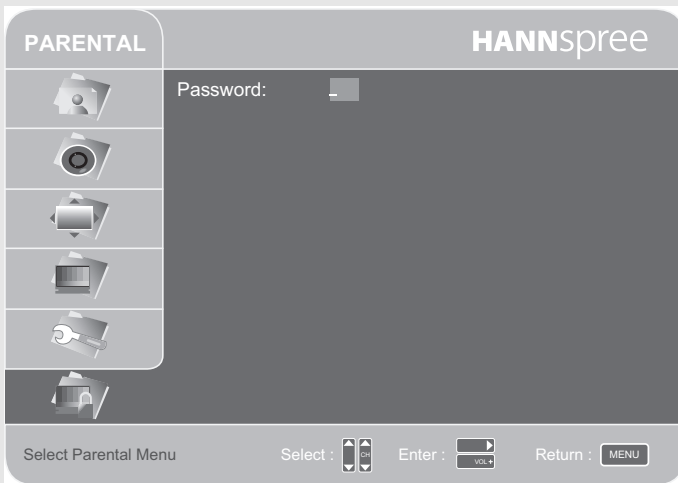 PARENTAL
HANNspree
Password: _
Select Parental Menu Select : CH Enter : VOL+ Return : MENU